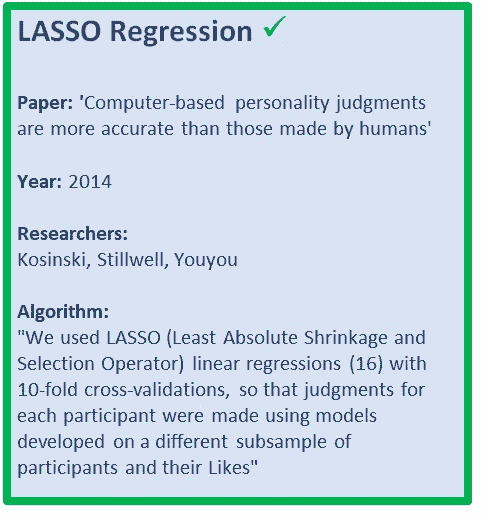 LASSO Regression ✓
Paper: 'Computer-based personality judgments
are more accurate than those made by humans'
Year: 2014
Researchers:
Kosinski, Stillwell, Youyou
Algorithm:
"We used LASSO (Least Absolute Shrinkage and
Selection Operator) linear regressions (16) with
10-fold cross-validations, so that judgments for
each participant were made using models
developed on a different subsample of
participants and their Likes"